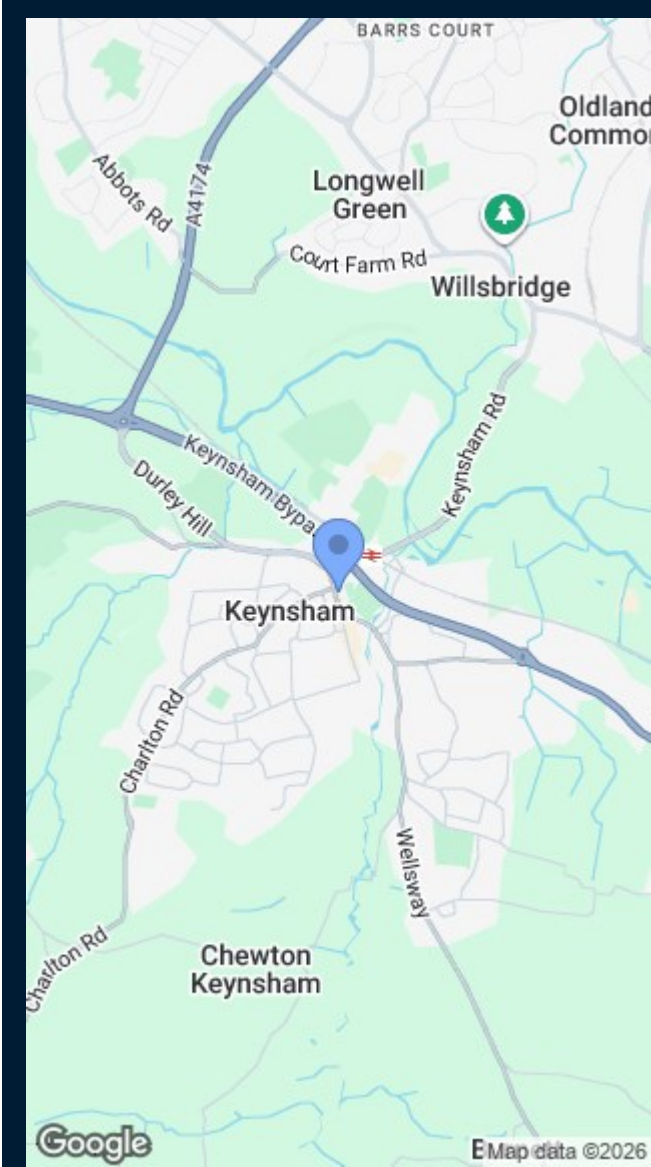 BARRS COURT
Oldland
Common
Abbots Rd
A4174
Longwell
Green
Court Farm Rd
Willsbridge
Keynsham Rd
Keynsham Bypa
Durley Hill
Keynsham
Charlton Rd
Wellsway
Charlton Rd
Chewton
Keynsham
Google
Map data ©2026